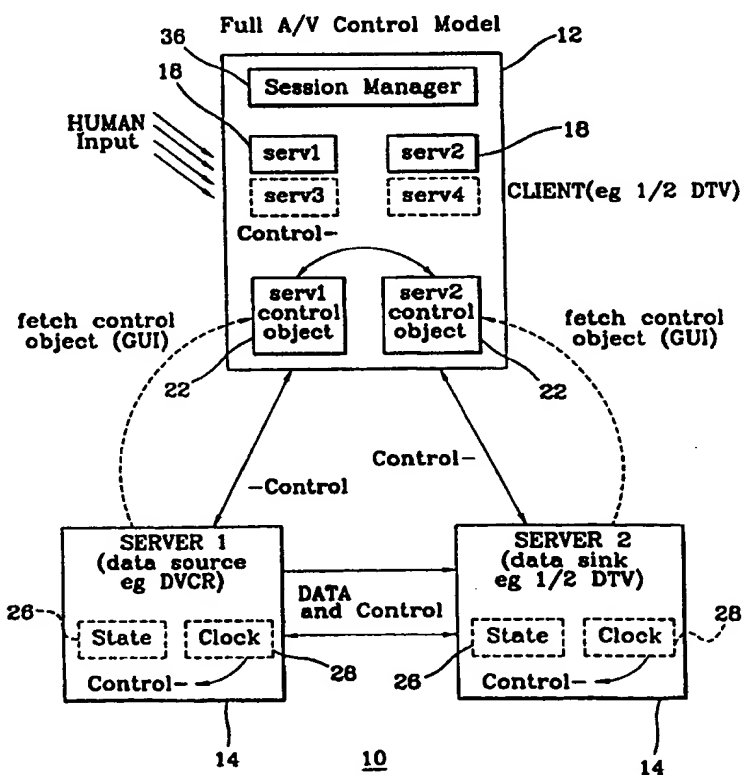 Full A/V Control Model
36
12
Session Manager
18
HUMAN
Input
serv1
serv2
18
serv3
serv4
CLIENT(eg 1/2 DTV)
Control-
serv1
control
object
serv2
control
object
fetch control
object (GUI)
fetch control
object (GUI)
22
22
-Control
Control-
SERVER 1
(data source
eg DVCR)
SERVER 2
(data sink
eg 1/2 DTV)
DATA
and Control
26
State
Clock
28
State
Clock
28
26
Control-
Control-
14
10
14